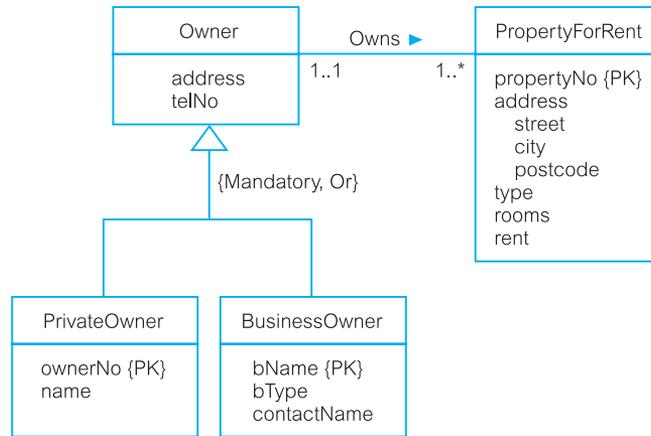 Owner
address
telNo
Owns ►
1..1
1..*
PropertyForRent
propertyNo {PK}
address
street
city
postcode
type
rooms
rent
{Mandatory, Or}
PrivateOwner
ownerNo {PK}
name
BusinessOwner
bName {PK}
bType
contactName